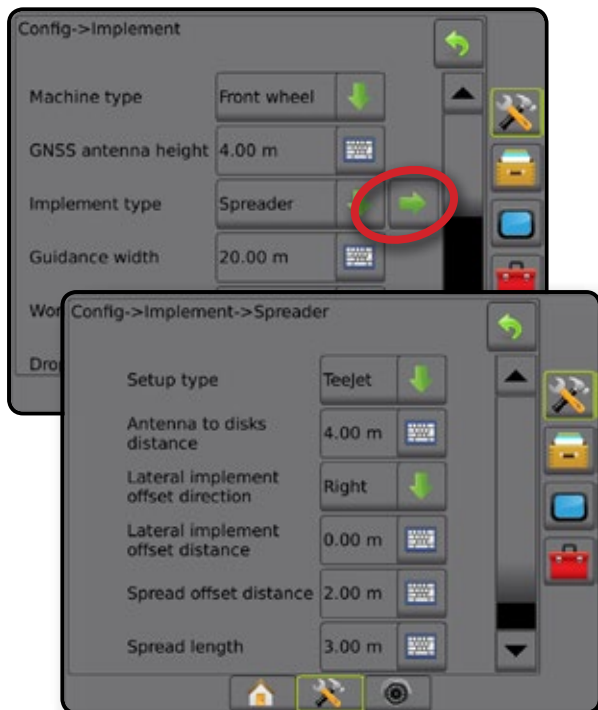 Config->Implement
Machine type Front wheel
GNSS antenna height 4.00 m
Implement type Spreader
Guidance width 20.00 m
Wor
Dro
Config->Implement->Spreader
Setup type TeeJet
Antenna to disks
distance 4.00 m
Lateral implement
offset direction Right
Lateral implement
offset distance 0.00 m
Spread offset distance 2.00 m
Spread length 3.00 m